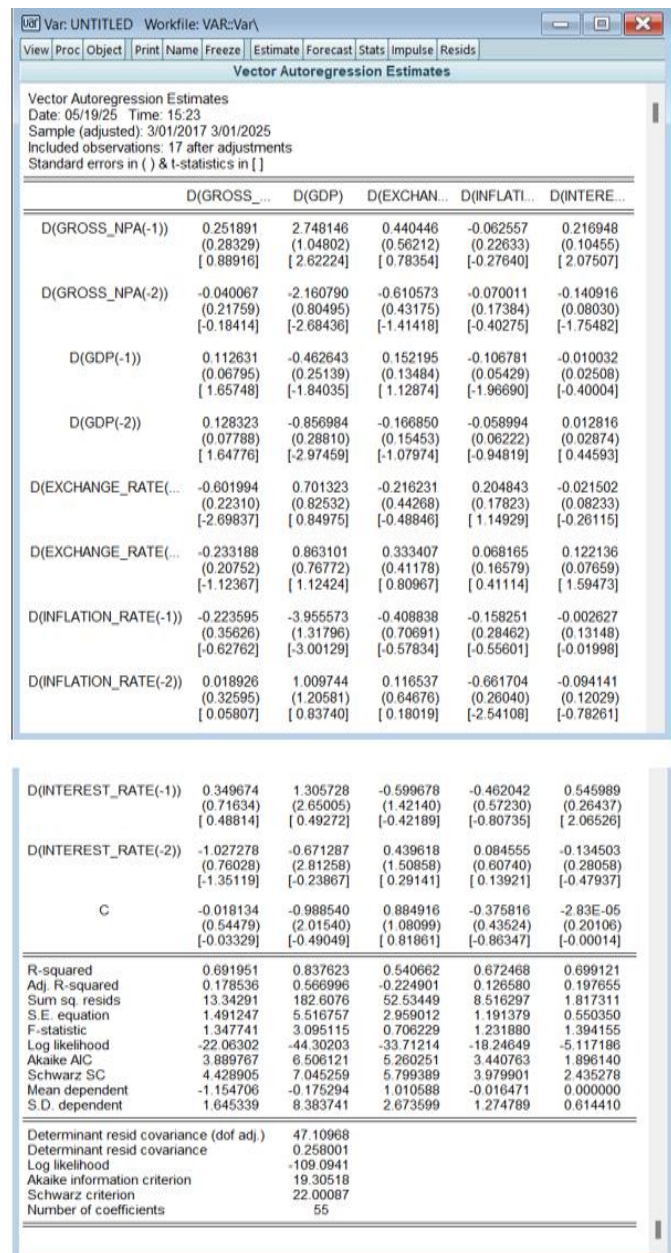 Var: UNTITLED Workfile: VAR::Var\
View Proc Object Print Name Freeze Estimate Forecast Stats Impulse Resids
Vector Autoregression Estimates
Vector Autoregression Estimates
Date: 05/19/25 Time: 15:23
Sample (adjusted): 3/01/2017 3/01/2025
Included observations: 17 after adjustments
Standard errors in ( ) & t-statistics in [ ]
D(GROSS_... D(GDP) D(EXCHAN... D(INFLATI... D(INTERE...
D(GROSS_NPA(-1)) 0.251891 2.748146 0.440446 -0.062557 0.216948
(0.28329) (1.04802) (0.56212) (0.22633) (0.10455)
[ 0.88916] [ 2.62224] [ 0.78354] [-0.27640] [ 2.07507]
D(GROSS_NPA(-2)) -0.040067 -2.160790 -0.610573 -0.070011 -0.140916
(0.21759) (0.80495) (0.43175) (0.17384) (0.08030)
[-0.18414] [-2.68436] [-1.41418] [-0.40275] [-1.75482]
D(GDP(-1)) 0.112631 -0.462643 0.152195 -0.106781 -0.010032
(0.06795) (0.25139) (0.13484) (0.05429) (0.02508)
[ 1.65748] [-1.84035] [ 1.12874] [-1.96690] [-0.40004]
D(GDP(-2)) 0.128323 -0.856984 -0.166850 -0.058994 0.012816
(0.07788) (0.28810) (0.15453) (0.06222) (0.02874)
[ 1.64776] [-2.97459] [-1.07974] [-0.94819] [ 0.44593]
D(EXCHANGE_RATE(... -0.601994 0.701323 -0.216231 0.204843 -0.021502
(0.22310) (0.82532) (0.44268) (0.17823) (0.08233)
[-2.69837] [ 0.84975] [-0.48846] [ 1.14929] [-0.26115]
D(EXCHANGE_RATE(... -0.233188 0.863101 0.333407 0.068165 0.122136
(0.20752) (0.76772) (0.41178) (0.16579) (0.07659)
[-1.12367] [ 1.12424] [ 0.80967] [ 0.41114] [ 1.59473]
D(INFLATION_RATE(-1)) -0.223595 -3.955573 -0.408838 -0.158251 -0.002627
(0.35626) (1.31796) (0.70691) (0.28462) (0.13148)
[-0.62762] [-3.00129] [-0.57834] [-0.55601] [-0.01998]
D(INFLATION_RATE(-2)) 0.018926 1.009744 0.116537 -0.661704 -0.094141
(0.32595) (1.20581) (0.64676) (0.26040) (0.12029)
[ 0.05807] [ 0.83740] [ 0.18019] [-2.54108] [-0.78261]
D(INTEREST_RATE(-1)) 0.349674 1.305728 -0.599678 -0.462042 0.545989
(0.71634) (2.65005) (1.42140) (0.57230) (0.26437)
[ 0.48814] [ 0.49272] [-0.42189] [-0.80735] [ 2.06526]
D(INTEREST_RATE(-2)) -1.027278 -0.671287 0.439618 0.084555 -0.134503
(0.76028) (2.81258) (1.50858) (0.60740) (0.28058)
[-1.35119] [-0.23867] [ 0.29141] [ 0.13921] [-0.47937]
C -0.018134 -0.988540 0.884916 -0.375816 -2.83E-05
(0.54479) (2.01540) (1.08099) (0.43524) (0.20106)
[-0.03329] [-0.49049] [ 0.81861] [-0.86347] [-0.00014]
R-squared 0.691951 0.837623 0.540662 0.672468 0.699121
Adj. R-squared 0.178536 0.566996 -0.224901 0.126580 0.197655
Sum sq. resids 13.34291 182.6076 52.53449 8.516297 1.817311
S.E. equation 1.491247 5.516757 2.959012 1.191379 0.550350
F-statistic 1.347741 3.095115 0.706229 1.231880 1.394155
Log likelihood -22.06302 -44.30203 -33.71214 -18.24649 -5.117186
Akaike AIC 3.889767 6.506121 5.260251 3.440763 1.896140
Schwarz SC 4.428905 7.045259 5.799389 3.979901 2.435278
Mean dependent -1.154706 -0.175294 1.010588 -0.016471 0.000000
S.D. dependent 1.645339 8.383741 2.673599 1.274789 0.614410
Determinant resid covariance (dof adj.) 47.10968
Determinant resid covariance 0.258001
Log likelihood -109.0941
Akaike information criterion 19.30518
Schwarz criterion 22.00087
Number of coefficients 55